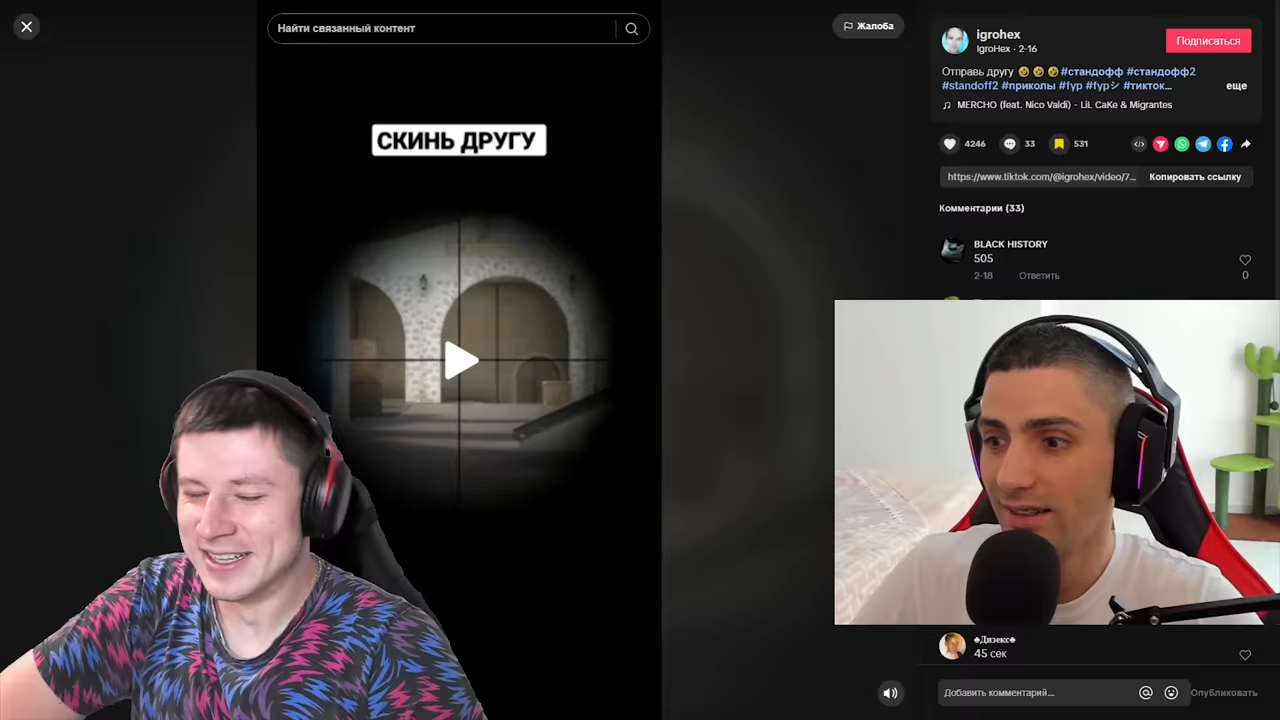 Найти связанный контент
Жалоба
СКИНЬ ДРУГУ
igrohex
IgroHex · 2-16
Подписаться
Отправь другу 🤣 🤣 🤣 #стандофф #стандофф2
#standoff2 #приколы #fyp #fypシ #тикток...
еще
♫ MERCHO (feat. Nico Valdi) - LiL CaKe & Migrantes
4246
33
531
https://www.tiktok.com/@igrohex/video/7...
Копировать ссылку
Комментарии (33)
BLACK HISTORY
505
2-18
Ответить
0
♣Дизекс♣
45 сек
Добавить комментарий...
Опубликовать